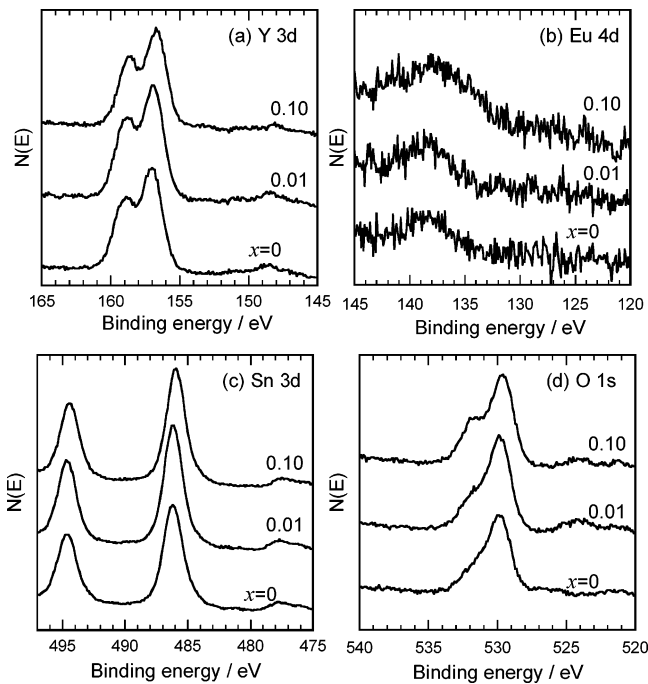 (a) Y 3d
0.10
0.01
x=0
N(E)
165 160 155 150 145
Binding energy / eV
(b) Eu 4d
0.10
0.01
x=0
N(E)
145 140 135 130 125 120
Binding energy / eV
(c) Sn 3d
0.10
0.01
x=0
N(E)
495 490 485 480 475
Binding energy / eV
(d) O 1s
0.10
0.01
x=0
N(E)
540 535 530 525 520
Binding energy / eV